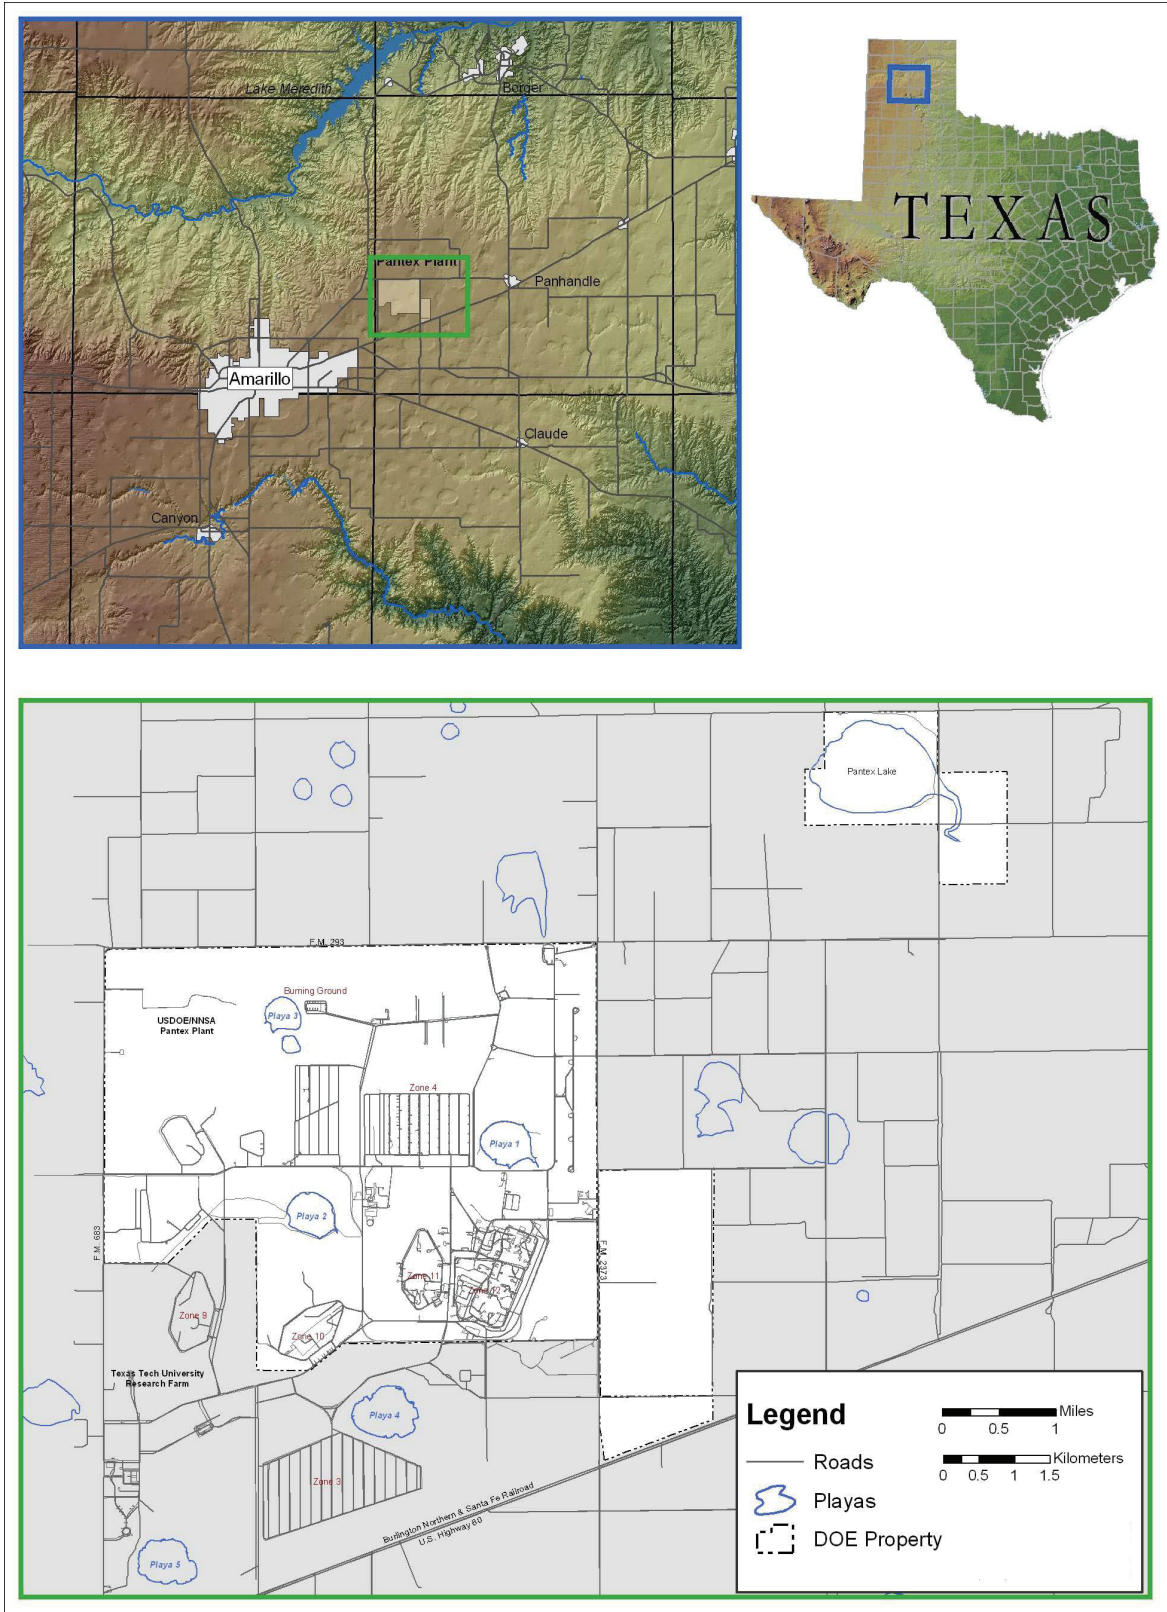 Lake Meredith
Borger
Pantex Plant
Panhandle
Amarillo
Claude
Canyon
TEXAS
Pantex Lake
F.M. 293
Burning Ground
Playa 3
USDOE/NNSA
Pantex Plant
Zone 4
Playa 1
Playa 2
F.M. 683
F.M. 2373
Zone 11
Zone 12
Zone 9
Zone 10
Texas Tech University
Research Farm
Playa 4
Zone 3
Burlington Northern & Santa Fe Railroad
U.S. Highway 60
Playa 5
Legend
Miles
0 0.5 1
Roads
Kilometers
0 0.5 1 1.5
Playas
DOE Property